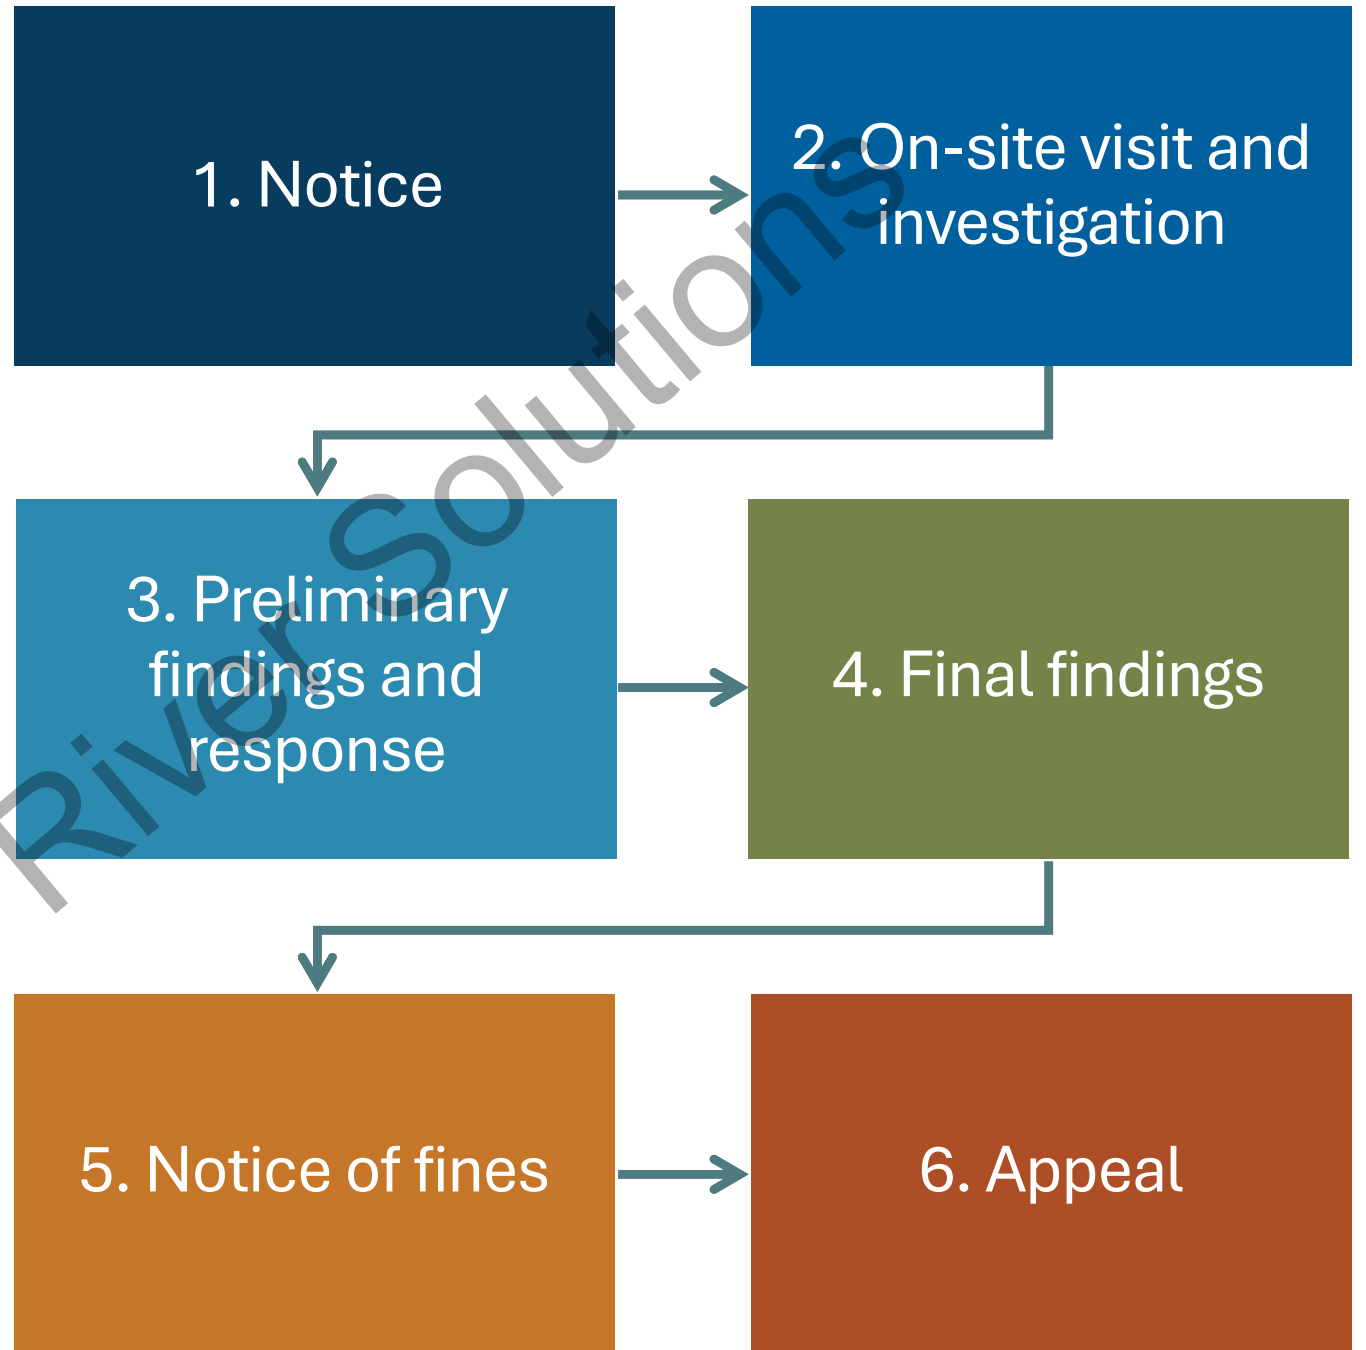 1. Notice
2. On-site visit and
investigation
3. Preliminary
findings and
response
4. Final findings
5. Notice of fines
6. Appeal
River Solutions